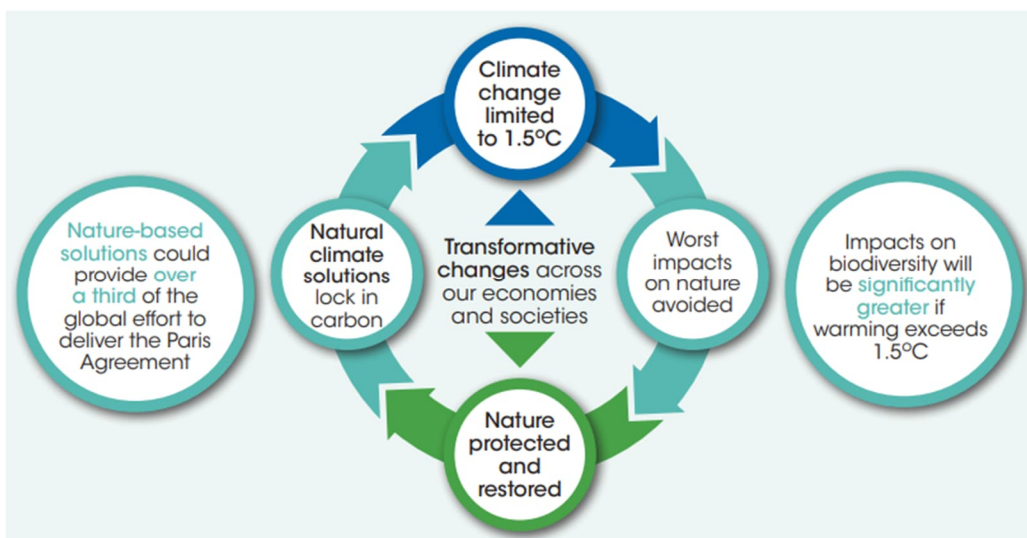 Climate
change
limited
to 1.5ºC
Nature-based
solutions could
provide over
a third of the
global effort to
deliver the Paris
Agreement
Natural
climate
solutions
lock in
carbon
Transformative
changes across
our economies
and societies
Worst
impacts
on nature
avoided
Impacts on
biodiversity will
be significantly
greater if
warming exceeds
1.5ºC
Nature
protected
and
restored